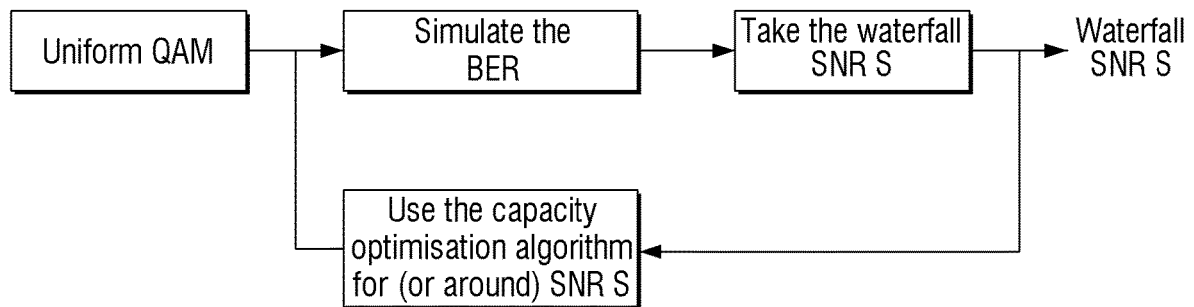 Uniform QAM
Simulate the
BER
Take the waterfall
SNR S
Waterfall
SNR S
Use the capacity
optimisation algorithm
for (or around) SNR S